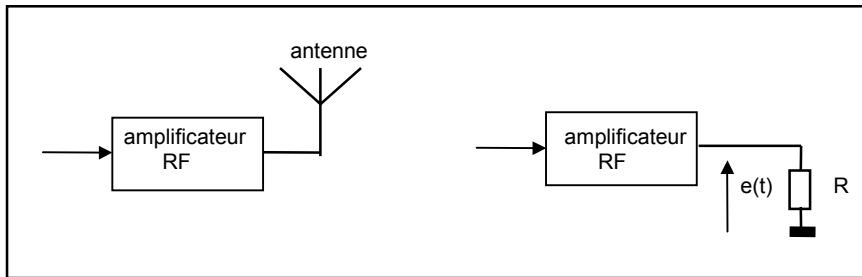 antenne
amplificateur
RF
amplificateur
RF
e(t)
R